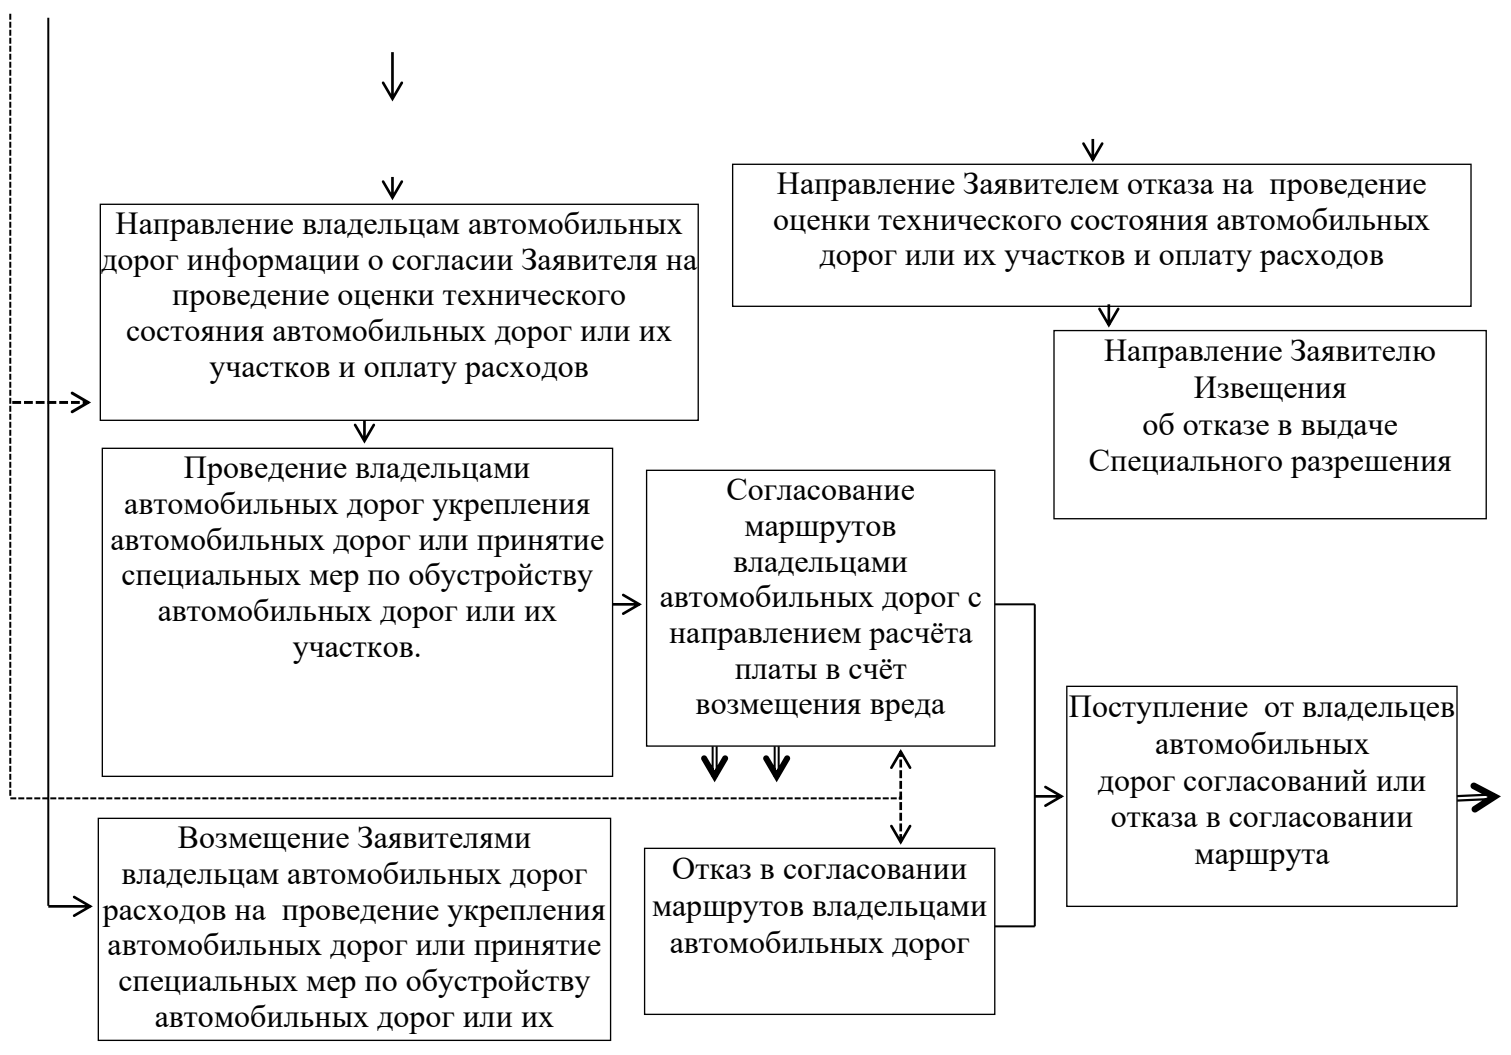 Направление владельцам автомобильных
дорог информации о согласии Заявителя на
проведение оценки технического
состояния автомобильных дорог или их
участков и оплату расходов
Направление Заявителем отказа на  проведение
оценки технического состояния автомобильных
дорог или их участков и оплату расходов
Направление Заявителю
Извещения
об отказе в выдаче
Специального разрешения
Проведение владельцами
автомобильных дорог укрепления
автомобильных дорог или принятие
специальных мер по обустройству
автомобильных дорог или их
участков.
Согласование
маршрутов
владельцами
автомобильных дорог с
направлением расчёта
платы в счёт
возмещения вреда
Поступление  от владельцев
автомобильных
дорог согласований или
отказа в согласовании
маршрута
Возмещение Заявителями
владельцам автомобильных дорог
расходов на  проведение укрепления
автомобильных дорог или принятие
специальных мер по обустройству
автомобильных дорог или их
Отказ в согласовании
маршрутов владельцами
автомобильных дорог